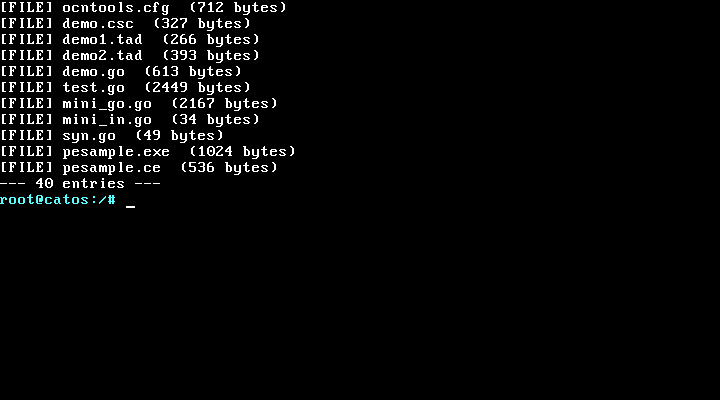 [FILE] ocntools.cfg  (712 bytes)
[FILE] demo.csc  (327 bytes)
[FILE] demo1.tad  (266 bytes)
[FILE] demo2.tad  (393 bytes)
[FILE] demo.go  (613 bytes)
[FILE] test.go  (2449 bytes)
[FILE] mini_go.go  (2167 bytes)
[FILE] mini_in.go  (34 bytes)
[FILE] syn.go  (49 bytes)
[FILE] pesample.exe  (1024 bytes)
[FILE] pesample.ce  (536 bytes)
--- 40 entries ---
root@catos:/# _